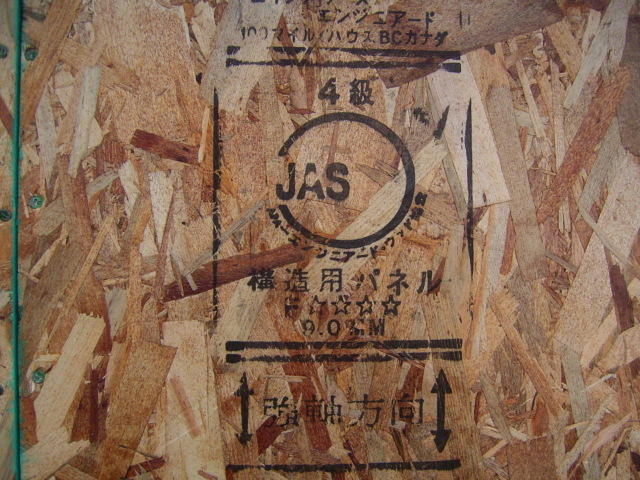 エンジニアード
100マイルハウスBCカナダ
4級
JAS
構造用パネル
F☆☆☆☆
9.0%M
強軸方向